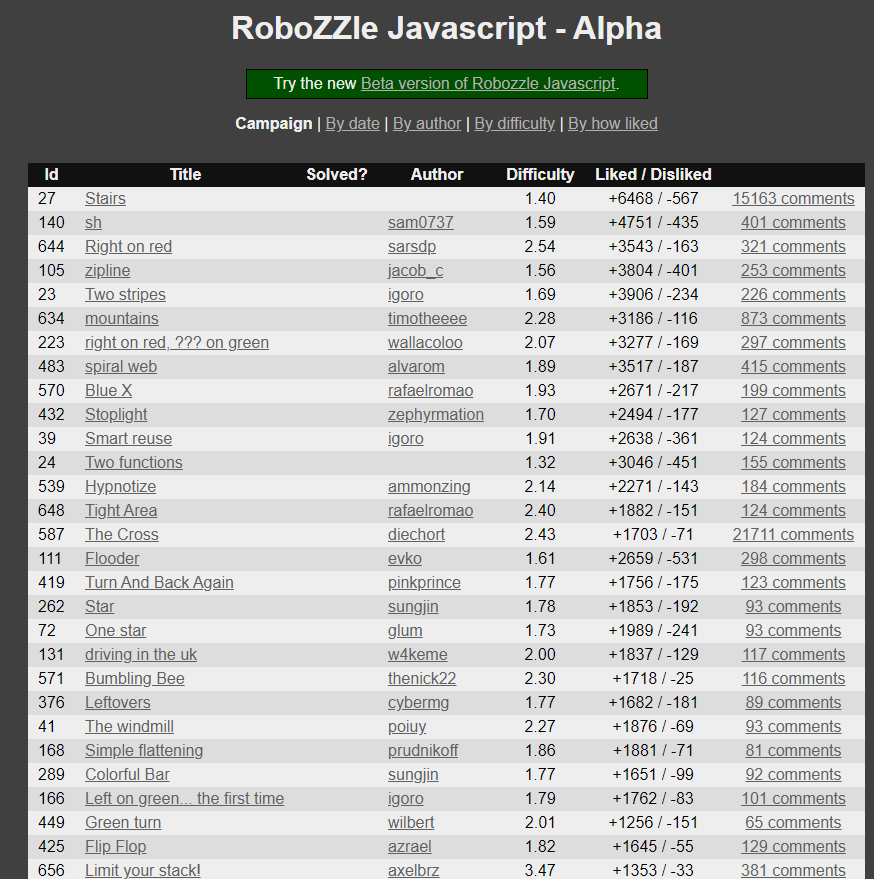 RoboZZle Javascript - Alpha
Try the new Beta version of Robozzle Javascript.
Campaign | By date | By author | By difficulty | By how liked
Id Title Solved? Author Difficulty Liked / Disliked
27 Stairs 1.40 +6468 / -567 15163 comments
140 sh sam0737 1.59 +4751 / -435 401 comments
644 Right on red sarsdp 2.54 +3543 / -163 321 comments
105 zipline jacob_c 1.56 +3804 / -401 253 comments
23 Two stripes igoro 1.69 +3906 / -234 226 comments
634 mountains timotheeee 2.28 +3186 / -116 873 comments
223 right on red, ??? on green wallacoloo 2.07 +3277 / -169 297 comments
483 spiral web alvarom 1.89 +3517 / -187 415 comments
570 Blue X rafaelromao 1.93 +2671 / -217 199 comments
432 Stoplight zephyrmation 1.70 +2494 / -177 127 comments
39 Smart reuse igoro 1.91 +2638 / -361 124 comments
24 Two functions 1.32 +3046 / -451 155 comments
539 Hypnotize ammonzing 2.14 +2271 / -143 184 comments
648 Tight Area rafaelromao 2.40 +1882 / -151 124 comments
587 The Cross diechort 2.43 +1703 / -71 21711 comments
111 Flooder evko 1.61 +2659 / -531 298 comments
419 Turn And Back Again pinkprince 1.77 +1756 / -175 123 comments
262 Star sungjin 1.78 +1853 / -192 93 comments
72 One star glum 1.73 +1989 / -241 93 comments
131 driving in the uk w4keme 2.00 +1837 / -129 117 comments
571 Bumbling Bee thenick22 2.30 +1718 / -25 116 comments
376 Leftovers cybermg 1.77 +1682 / -181 89 comments
41 The windmill poiuy 2.27 +1876 / -69 93 comments
168 Simple flattening prudnikoff 1.86 +1881 / -71 81 comments
289 Colorful Bar sungjin 1.77 +1651 / -99 92 comments
166 Left on green... the first time igoro 1.79 +1762 / -83 101 comments
449 Green turn wilbert 2.01 +1256 / -151 65 comments
425 Flip Flop azrael 1.82 +1645 / -55 129 comments
656 Limit your stack! axelbrz 3.47 +1353 / -33 381 comments